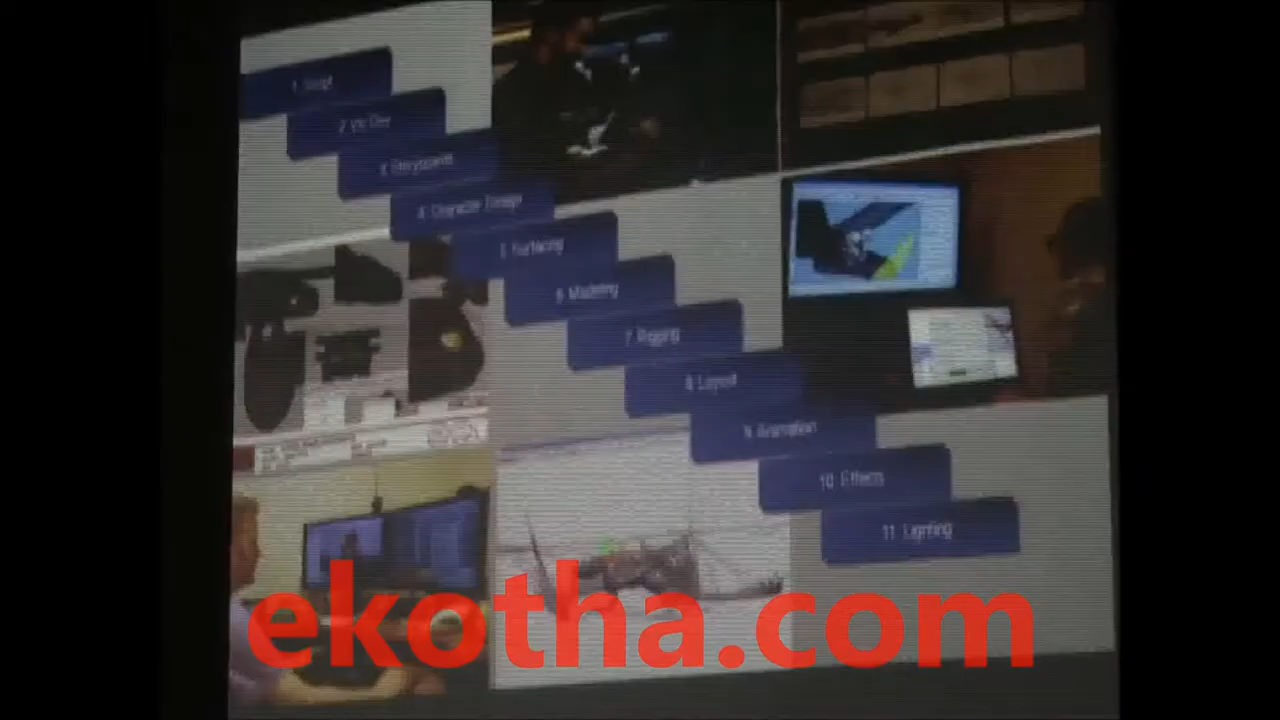 1 Script
2 Vis Dev
3 Storyboards
4 Character Design
5 Surfacing
6 Modeling
7 Rigging
8 Layout
9 Animation
10 Effects
11 Lighting
ekotha.com